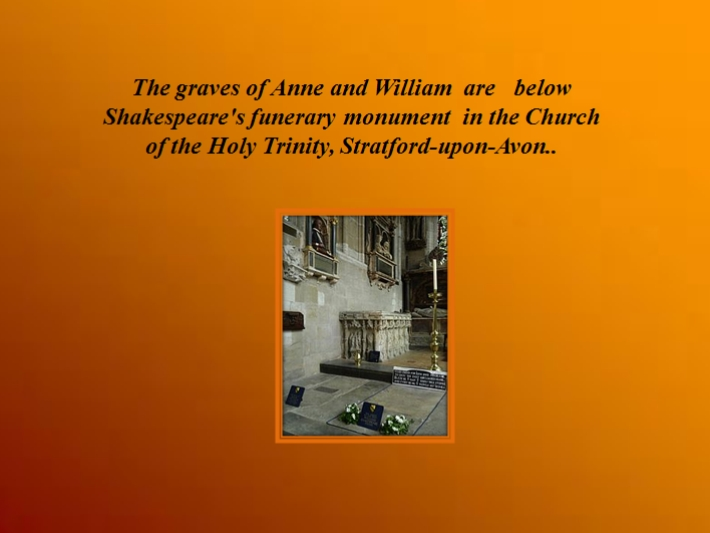 The graves of Anne and William are below
Shakespeare's funerary monument in the Church
of the Holy Trinity, Stratford-upon-Avon..